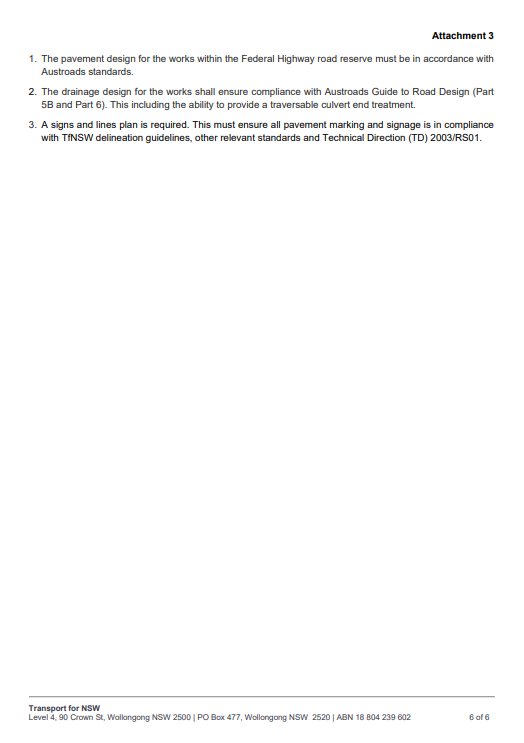 Attachment 3
1. The pavement design for the works within the Federal Highway road reserve must be in accordance with
Austroads standards.
2. The drainage design for the works shall ensure compliance with Austroads Guide to Road Design (Part
5B and Part 6). This including the ability to provide a traversable culvert end treatment.
3. A signs and lines plan is required. This must ensure all pavement marking and signage is in compliance
with TfNSW delineation guidelines, other relevant standards and Technical Direction (TD) 2003/RS01.
Transport for NSW
Level 4, 90 Crown St, Wollongong NSW 2500 | PO Box 477, Wollongong NSW 2520 | ABN 18 804 239 602 6 of 6